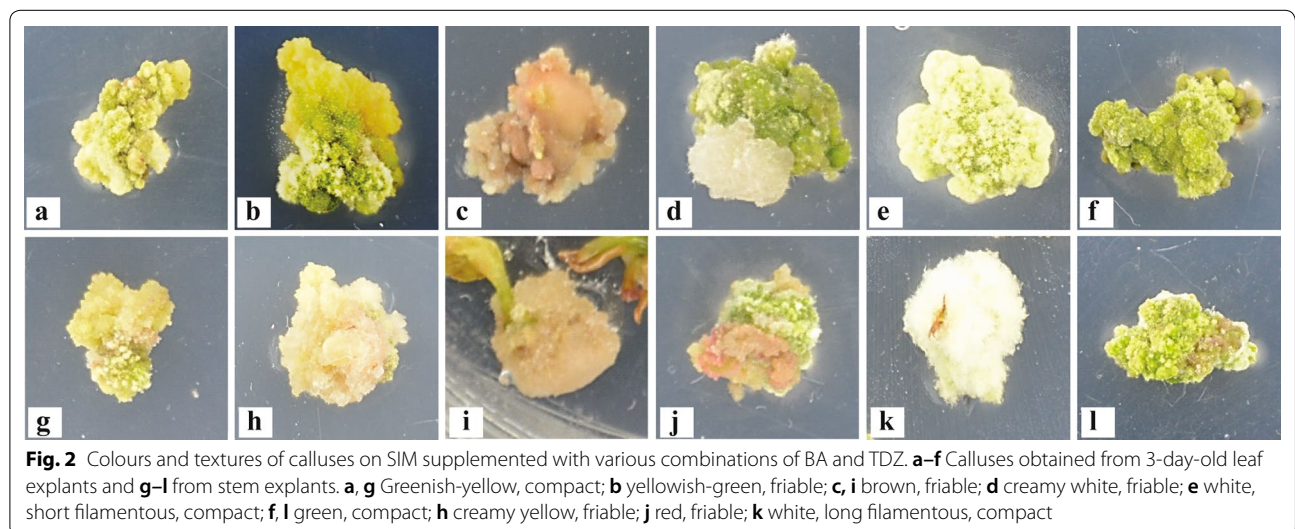 a b c d e f
g h i j k l
Fig. 2 Colours and textures of calluses on SIM supplemented with various combinations of BA and TDZ. a–f Calluses obtained from 3-day-old leaf
explants and g–l from stem explants. a, g Greenish-yellow, compact; b yellowish-green, friable; c, i brown, friable; d creamy white, friable; e white,
short filamentous, compact; f, l green, compact; h creamy yellow, friable; j red, friable; k white, long filamentous, compact